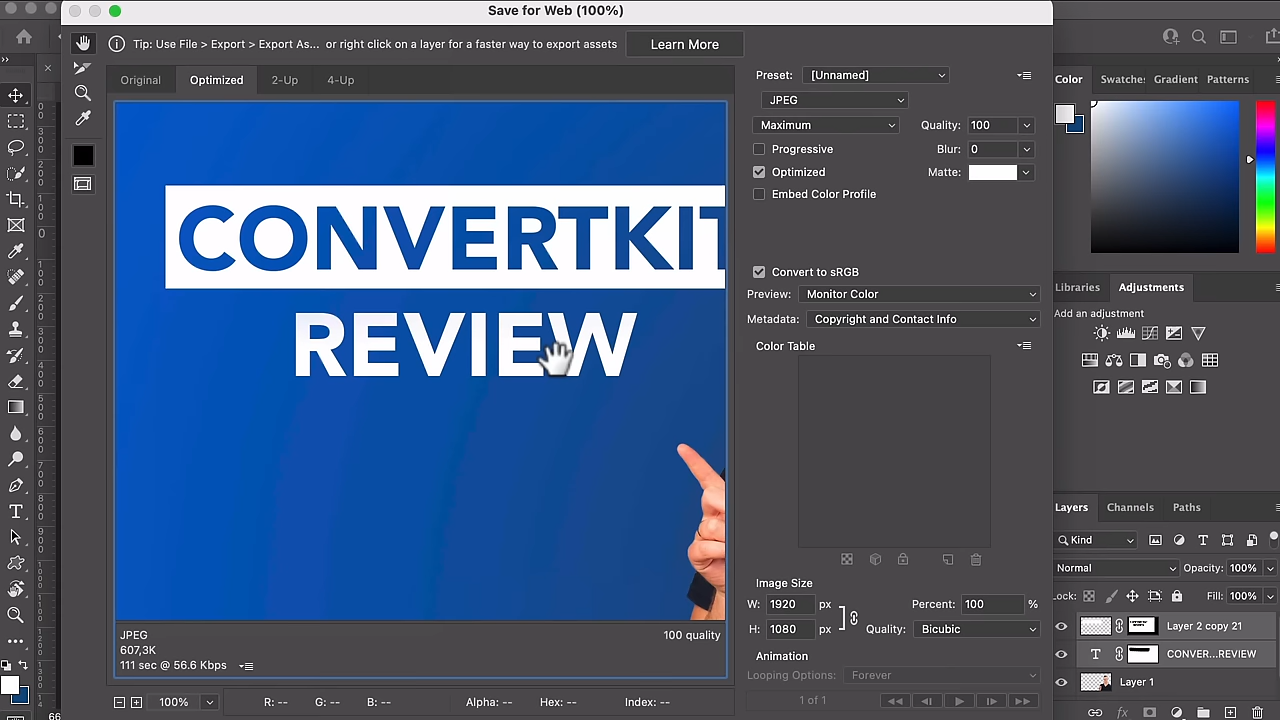 Save for Web (100%)
Tip: Use File > Export > Export As... or right click on a layer for a faster way to export assets
Learn More
Original
Optimized
2-Up
4-Up
CONVERTKIT
REVIEW
JPEG
607,3K
111 sec @ 56.6 Kbps
100 quality
100%
R: --
G: --
B: --
Alpha: --
Hex: --
Index: --
Preset: [Unnamed]
JPEG
Maximum
Quality: 100
Progressive
Blur: 0
Optimized
Matte:
Embed Color Profile
Convert to sRGB
Preview: Monitor Color
Metadata: Copyright and Contact Info
Color Table
Image Size
W: 1920 px
Percent: 100 %
H: 1080 px
Quality: Bicubic
Animation
Looping Options: Forever
1 of 1
Color
Swatche:
Gradient
Patterns
Libraries
Adjustments
Add an adjustment
Layers
Channels
Paths
Kind
Normal
Opacity: 100%
Lock:
Fill: 100%
Layer 2 copy 21
CONVER...REVIEW
Layer 1